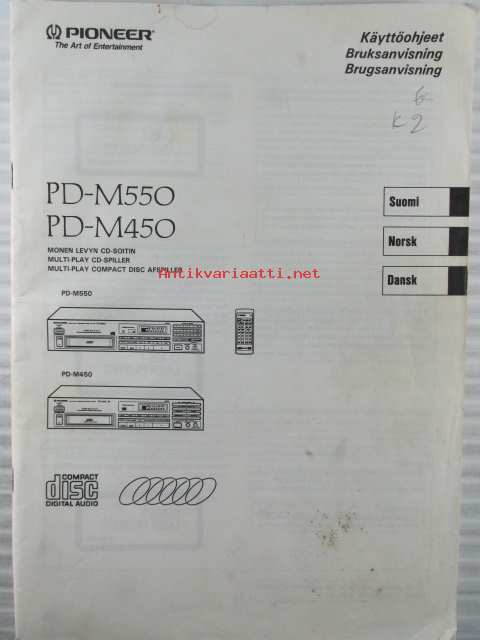 PIONEER
The Art of Entertainment
Käyttöohjeet
Bruksanvisning
Brugsanvisning
K2
PD-M550
PD-M450
Suomi
Norsk
Dansk
MONEN LEVYN CD-SOITIN
MULTI-PLAY CD-SPILLER
MULTI-PLAY COMPACT DISC AFSPILLER
Antikvariaatti.net
PD-M550
PD-M450
COMPACT
disc
DIGITAL AUDIO